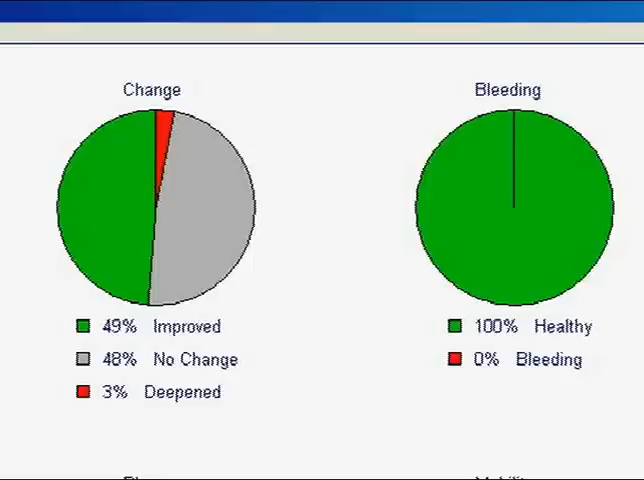 Change
49% Improved
48% No Change
3% Deepened
Bleeding
100% Healthy
0% Bleeding